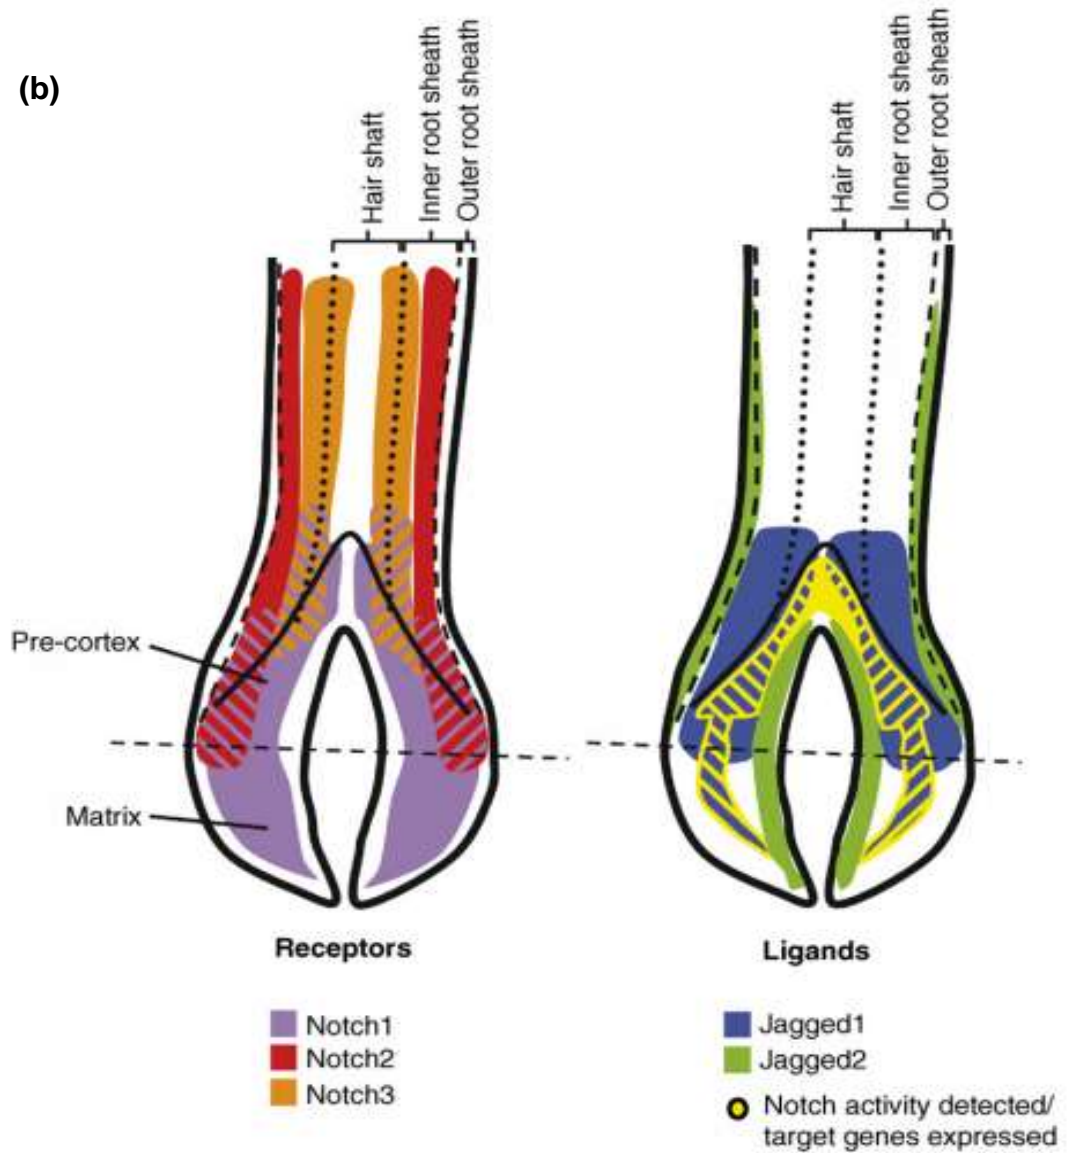 (b)
Hair shaft
Inner root sheath
Outer root sheath
Hair shaft
Inner root sheath
Outer root sheath
Pre-cortex
Matrix
Receptors
Ligands
Notch1
Notch2
Notch3
Jagged1
Jagged2
Notch activity detected/
target genes expressed